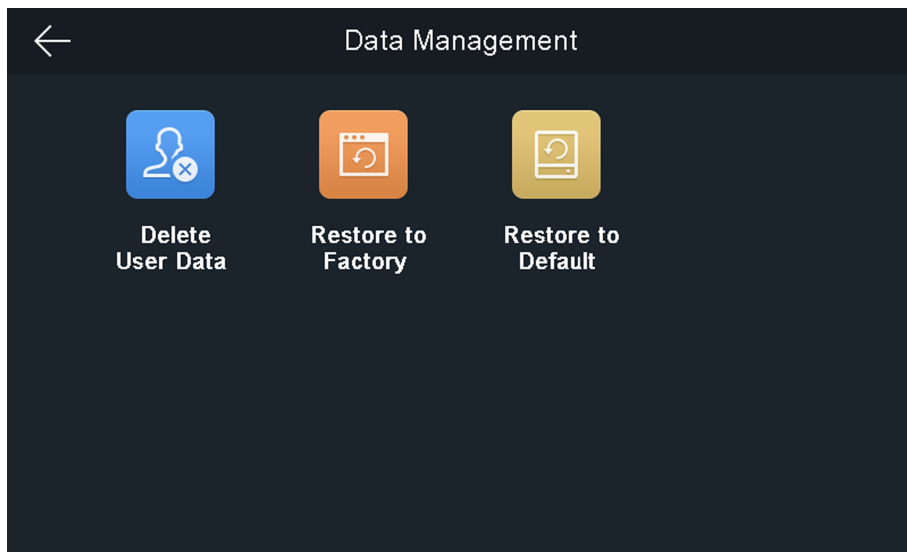 Data Management
Delete
User Data
Restore to
Factory
Restore to
Default